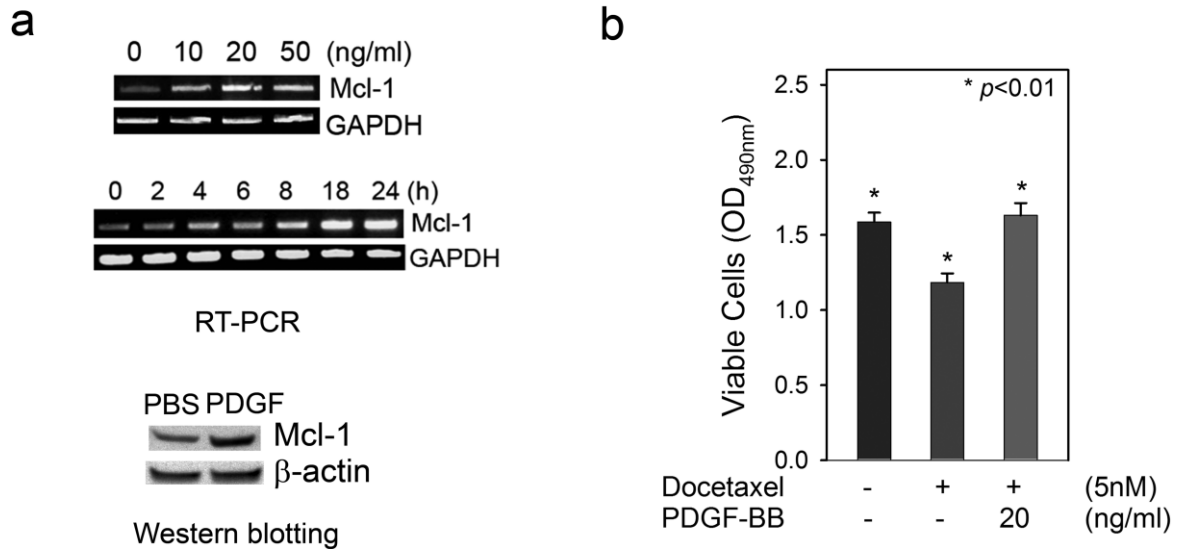 a
0 10 20 50 (ng/ml)
Mcl-1
GAPDH
0 2 4 6 8 18 24 (h)
Mcl-1
GAPDH
RT-PCR
PBS PDGF
Mcl-1
β-actin
Western blotting
b
* p<0.01
Viable Cells (OD490nm)
2.5
2.0
1.5
1.0
0.5
0.0
* * *
Docetaxel - + + (5nM)
PDGF-BB - - 20 (ng/ml)